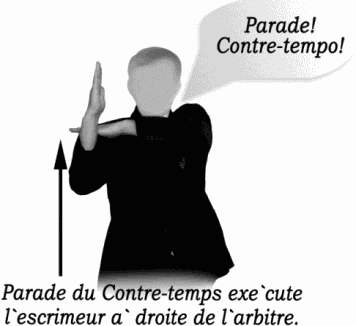 Parade!
Contre-tempo!
Parade du Contre-temps exe`cute
l`escrimeur a` droite de l`arbitre.